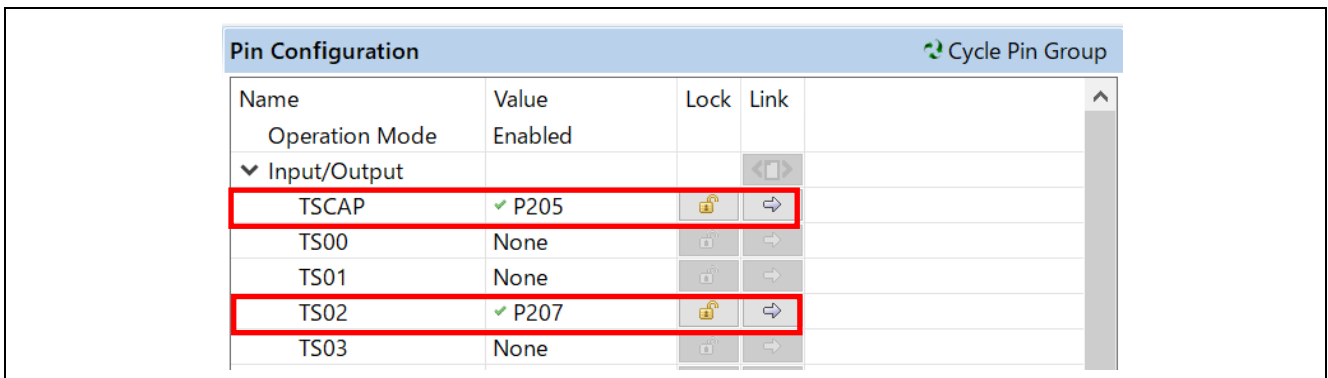 Pin Configuration Cycle Pin Group
Name Value Lock Link
Operation Mode Enabled
Input/Output
TSCAP P205
TS00 None
TS01 None
TS02 P207
TS03 None